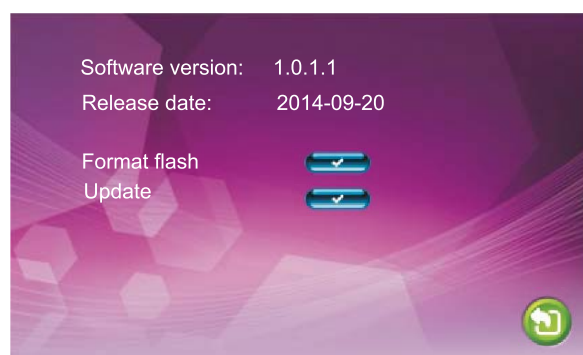 Software version: 1.0.1.1
Release date: 2014-09-20
Format flash
Update